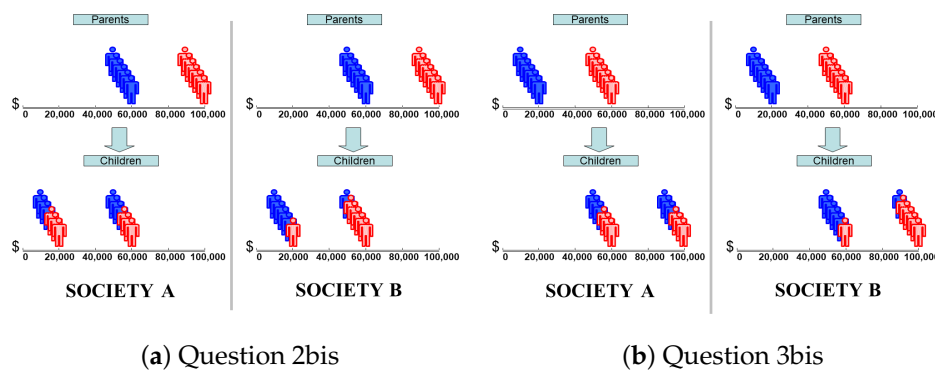 Parents Parents Parents Parents
$ 0 20,000 40,000 60,000 80,000 100,000 20,000 40,000 60,000 80,000 100,000 $ 0 20,000 40,000 60,000 80,000 100,000 20,000 40,000 60,000 80,000 100,000
Children Children Children Children
$ 0 20,000 40,000 60,000 80,000 100,000 20,000 40,000 60,000 80,000 100,000 $ 0 20,000 40,000 60,000 80,000 100,000 20,000 40,000 60,000 80,000 100,000
SOCIETY A SOCIETY B SOCIETY A SOCIETY B
(a) Question 2bis (b) Question 3bis